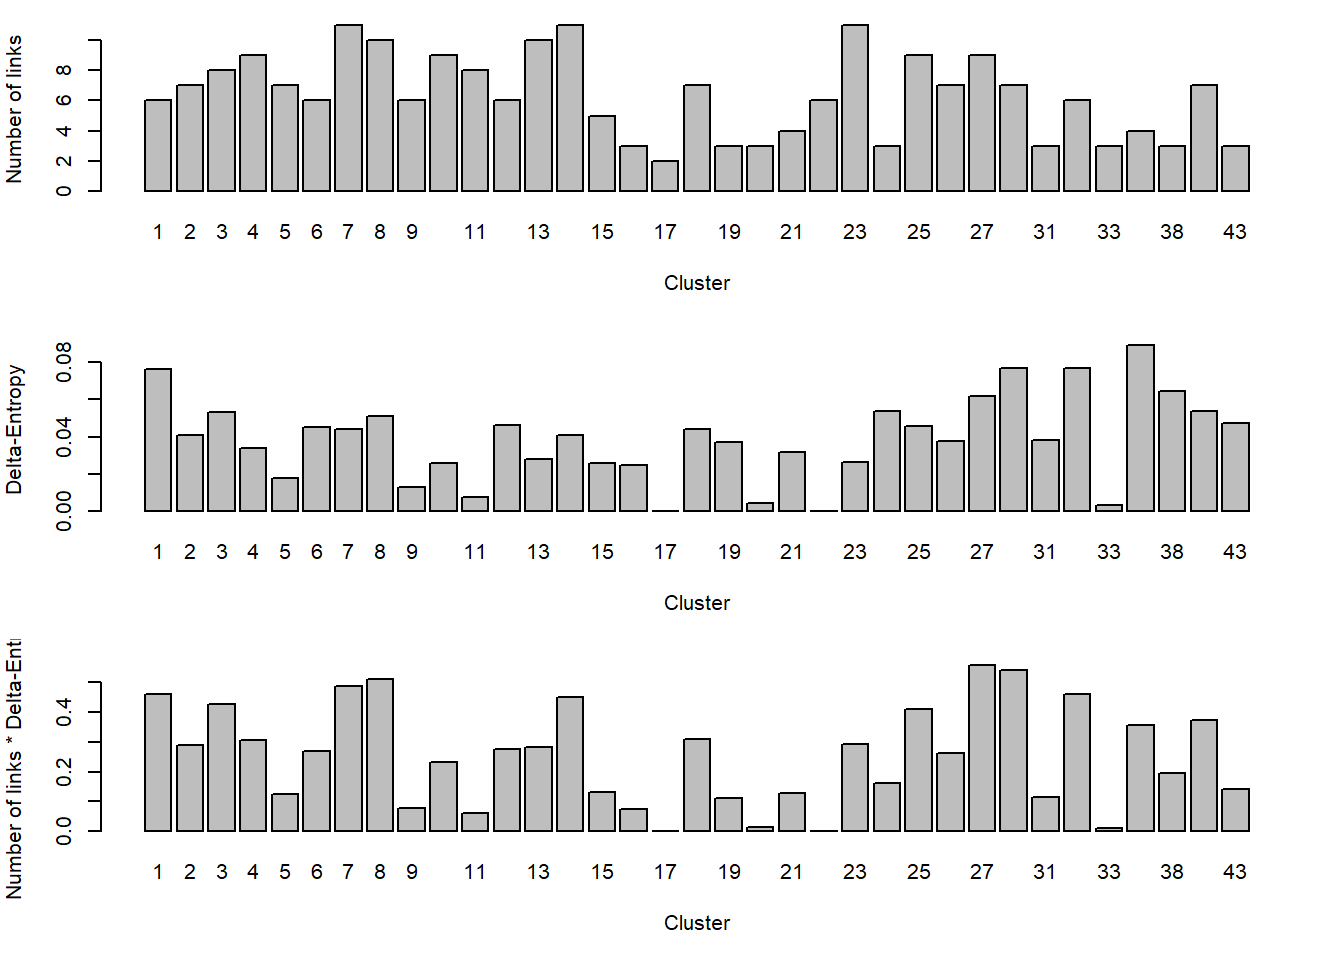 Number of links
0 2 4 6 8
1 2 3 4 5 6 7 8 9 11 13 15 17 19 21 23 25 27 31 33 38 43
Cluster
Delta-Entropy
0.00 0.04 0.08
1 2 3 4 5 6 7 8 9 11 13 15 17 19 21 23 25 27 31 33 38 43
Cluster
Number of links * Delta-Ent
0.0 0.2 0.4
1 2 3 4 5 6 7 8 9 11 13 15 17 19 21 23 25 27 31 33 38 43
Cluster